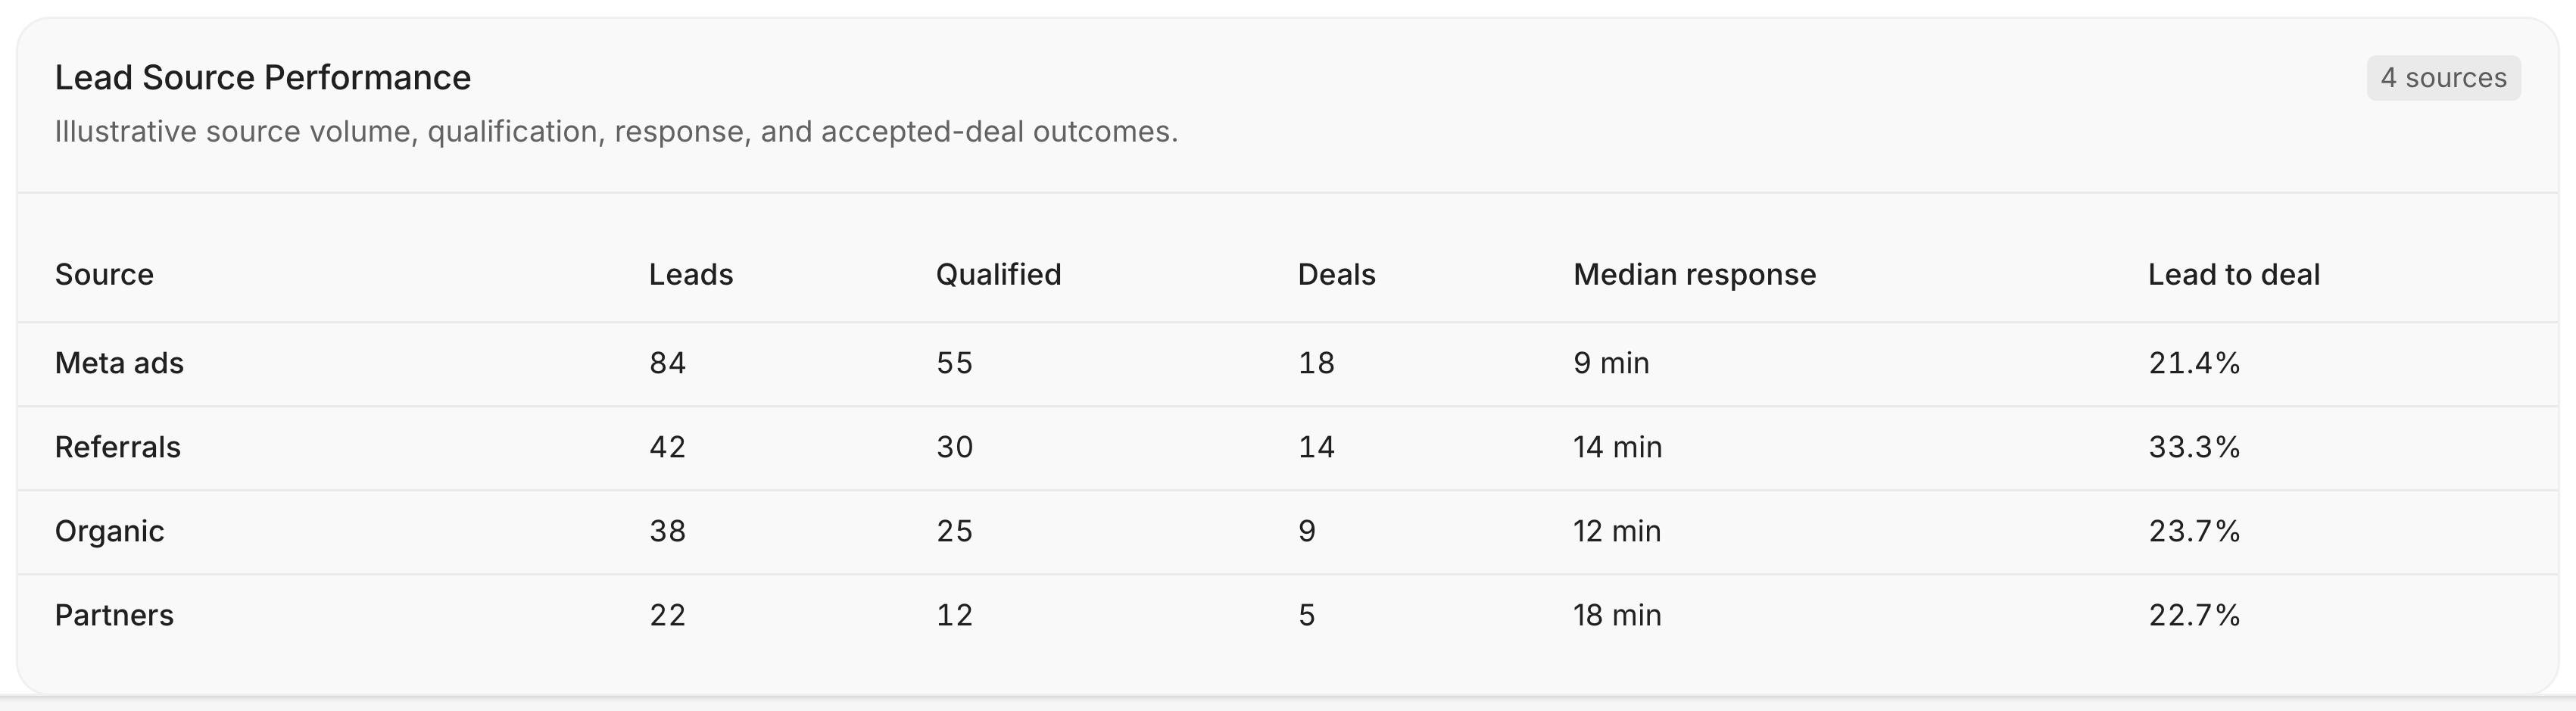 Lead Source Performance
4 sources
Illustrative source volume, qualification, response, and accepted-deal outcomes.
Source Leads Qualified Deals Median response Lead to deal
Meta ads 84 55 18 9 min 21.4%
Referrals 42 30 14 14 min 33.3%
Organic 38 25 9 12 min 23.7%
Partners 22 12 5 18 min 22.7%